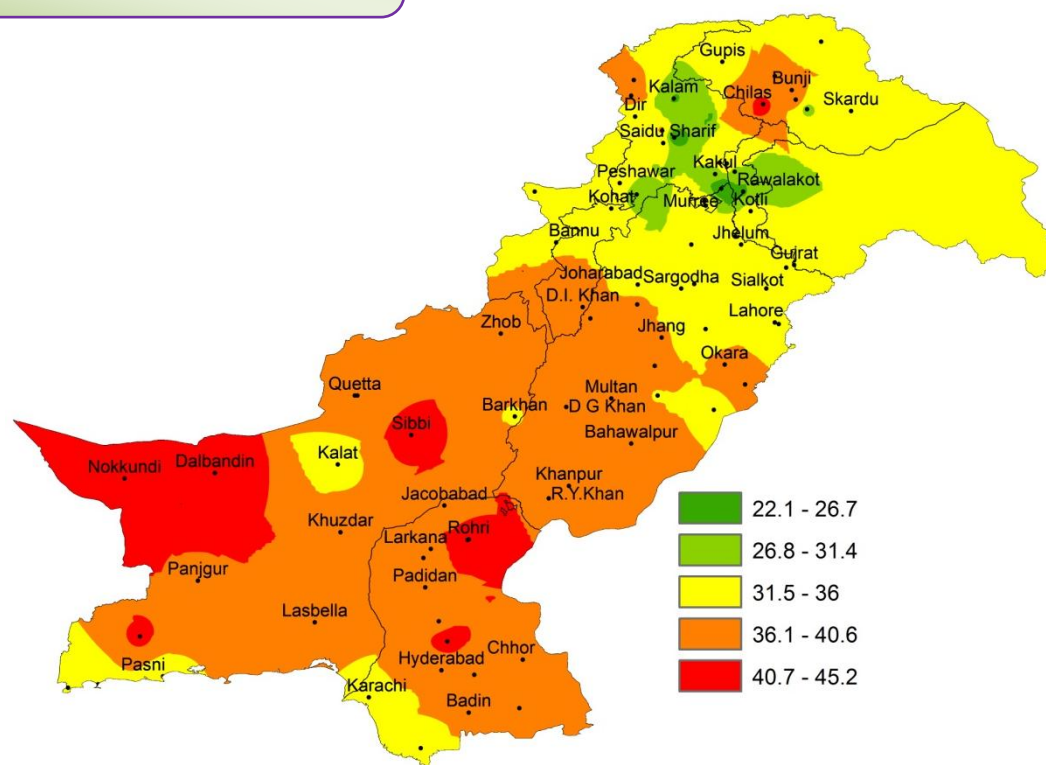 Gupis
Bunji
Kalam
Chilas
Skardu
Dir
Saidu Sharif
Kakul
Peshawar
Rawalakot
Kohat
Murree
Kotli
Bannu
Jhelum
Gujrat
Joharabad
Sargodha
Sialkot
D.I. Khan
Lahore
Zhob
Jhang
Okara
Quetta
Multan
Barkhan
D G Khan
Sibbi
Bahawalpur
Kalat
Nokkundi
Dalbandin
Khanpur
R.Y.Khan
Jacobabad
Khuzdar
Rohri
Larkana
Panjgur
Padidan
Lasbella
Chhor
Pasni
Hyderabad
Karachi
Badin
22.1 - 26.7
26.8 - 31.4
31.5 - 36
36.1 - 40.6
40.7 - 45.2